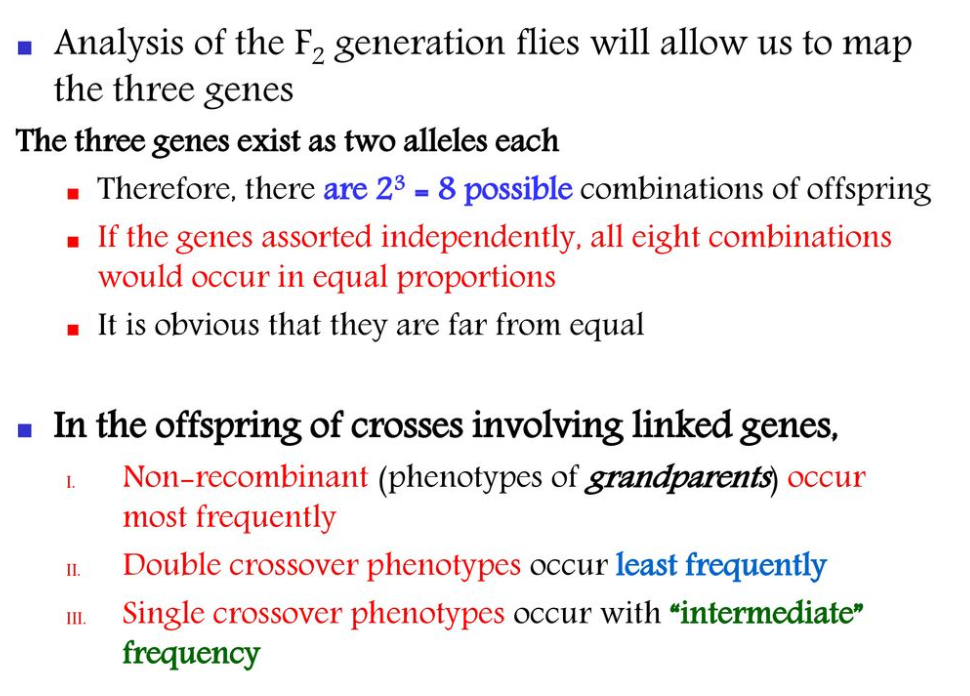 ■ Analysis of the F₂ generation flies will allow us to map
the three genes
The three genes exist as two alleles each
■ Therefore, there are 2³ = 8 possible combinations of offspring
■ If the genes assorted independently, all eight combinations
would occur in equal proportions
■ It is obvious that they are far from equal
■ In the offspring of crosses involving linked genes,
I. Non-recombinant (phenotypes of grandparents) occur
most frequently
II. Double crossover phenotypes occur least frequently
III. Single crossover phenotypes occur with “intermediate”
frequency